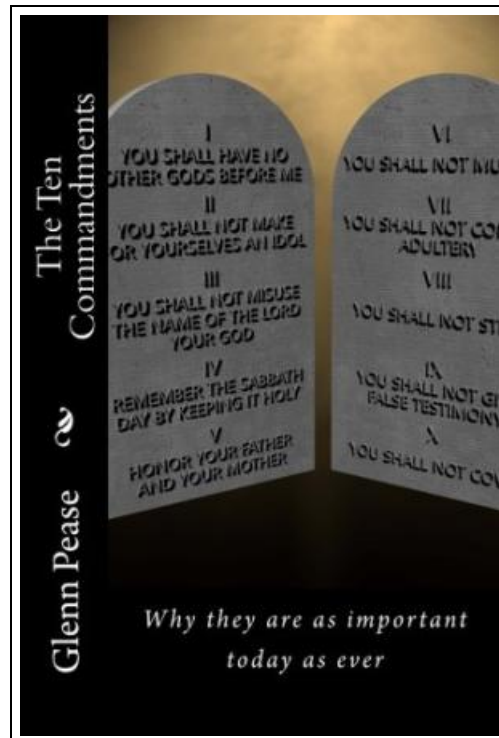 The Ten
Commandments
Glenn Pease
I
YOU SHALL HAVE NO
OTHER GODS BEFORE ME
II
YOU SHALL NOT MAKE
OR YOURSELVES AN IDOL
III
YOU SHALL NOT MISUSE
THE NAME OF THE LORD
YOUR GOD
IV
REMEMBER THE SABBATH
DAY BY KEEPING IT HOLY
V
HONOR YOUR FATHER
AND YOUR MOTHER
VI
YOU SHALL NOT
VII
YOU SHALL NOT
ADULTERY
VIII
YOU SHALL NOT
IX
YOU SHALL NOT
FALSE TESTIMONY
X
YOU SHALL NOT
Why they are as important
today as ever